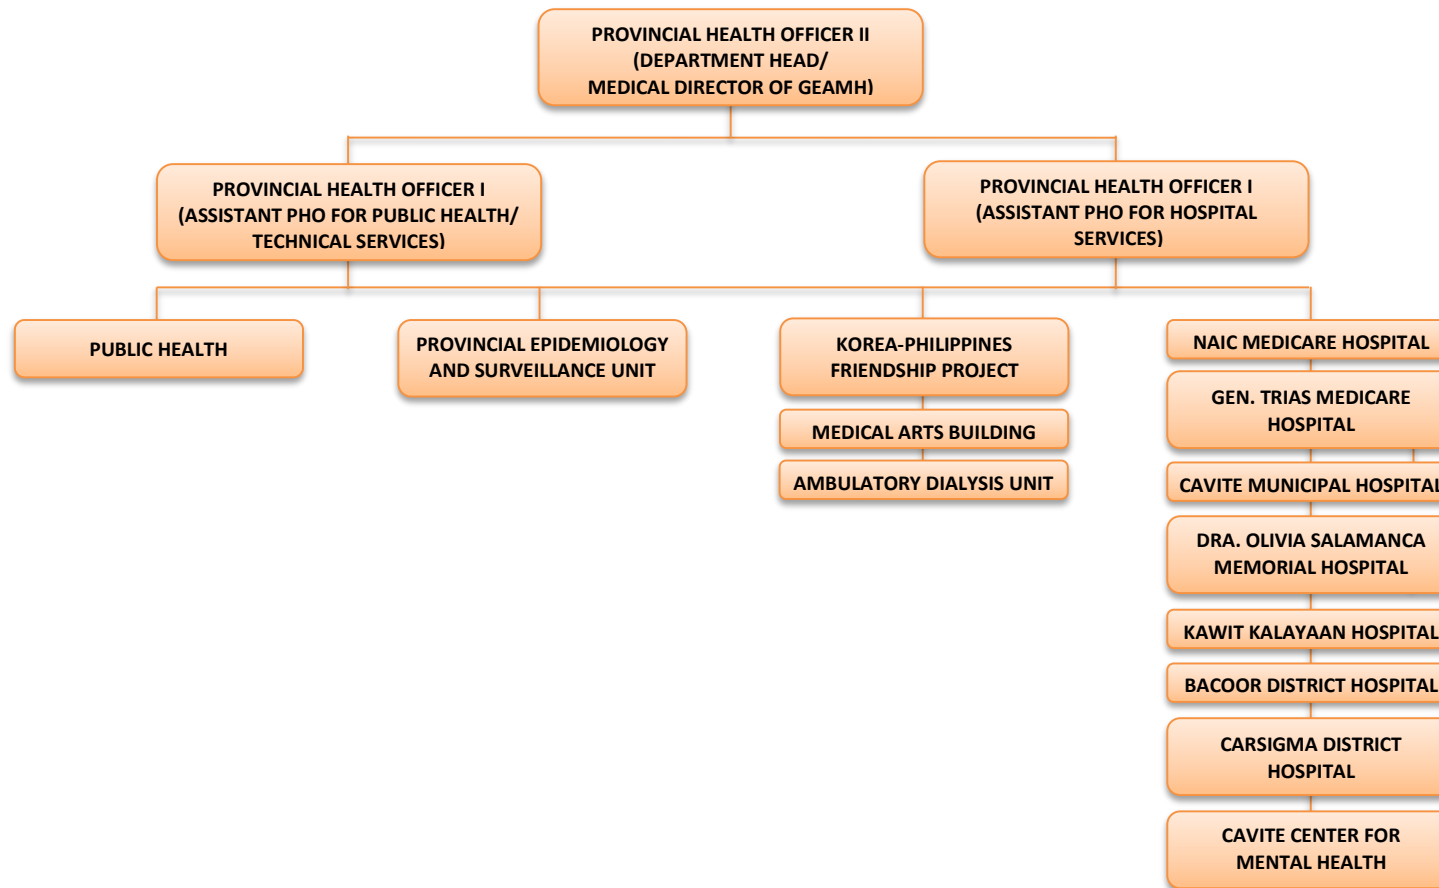 PROVINCIAL HEALTH OFFICER II
(DEPARTMENT HEAD/
MEDICAL DIRECTOR OF GEAMH)
PROVINCIAL HEALTH OFFICER I
(ASSISTANT PHO FOR PUBLIC HEALTH/
TECHNICAL SERVICES)
PROVINCIAL HEALTH OFFICER I
(ASSISTANT PHO FOR HOSPITAL
SERVICES)
PUBLIC HEALTH
PROVINCIAL EPIDEMIOLOGY
AND SURVEILLANCE UNIT
KOREA-PHILIPPINES
FRIENDSHIP PROJECT
MEDICAL ARTS BUILDING
AMBULATORY DIALYSIS UNIT
NAIC MEDICARE HOSPITAL
GEN. TRIAS MEDICARE
HOSPITAL
CAVITE MUNICIPAL HOSPITAL
DRA. OLIVIA SALAMANCA
MEMORIAL HOSPITAL
KAWIT KALAYAAN HOSPITAL
BACOOR DISTRICT HOSPITAL
CARSIGMA DISTRICT
HOSPITAL
CAVITE CENTER FOR
MENTAL HEALTH